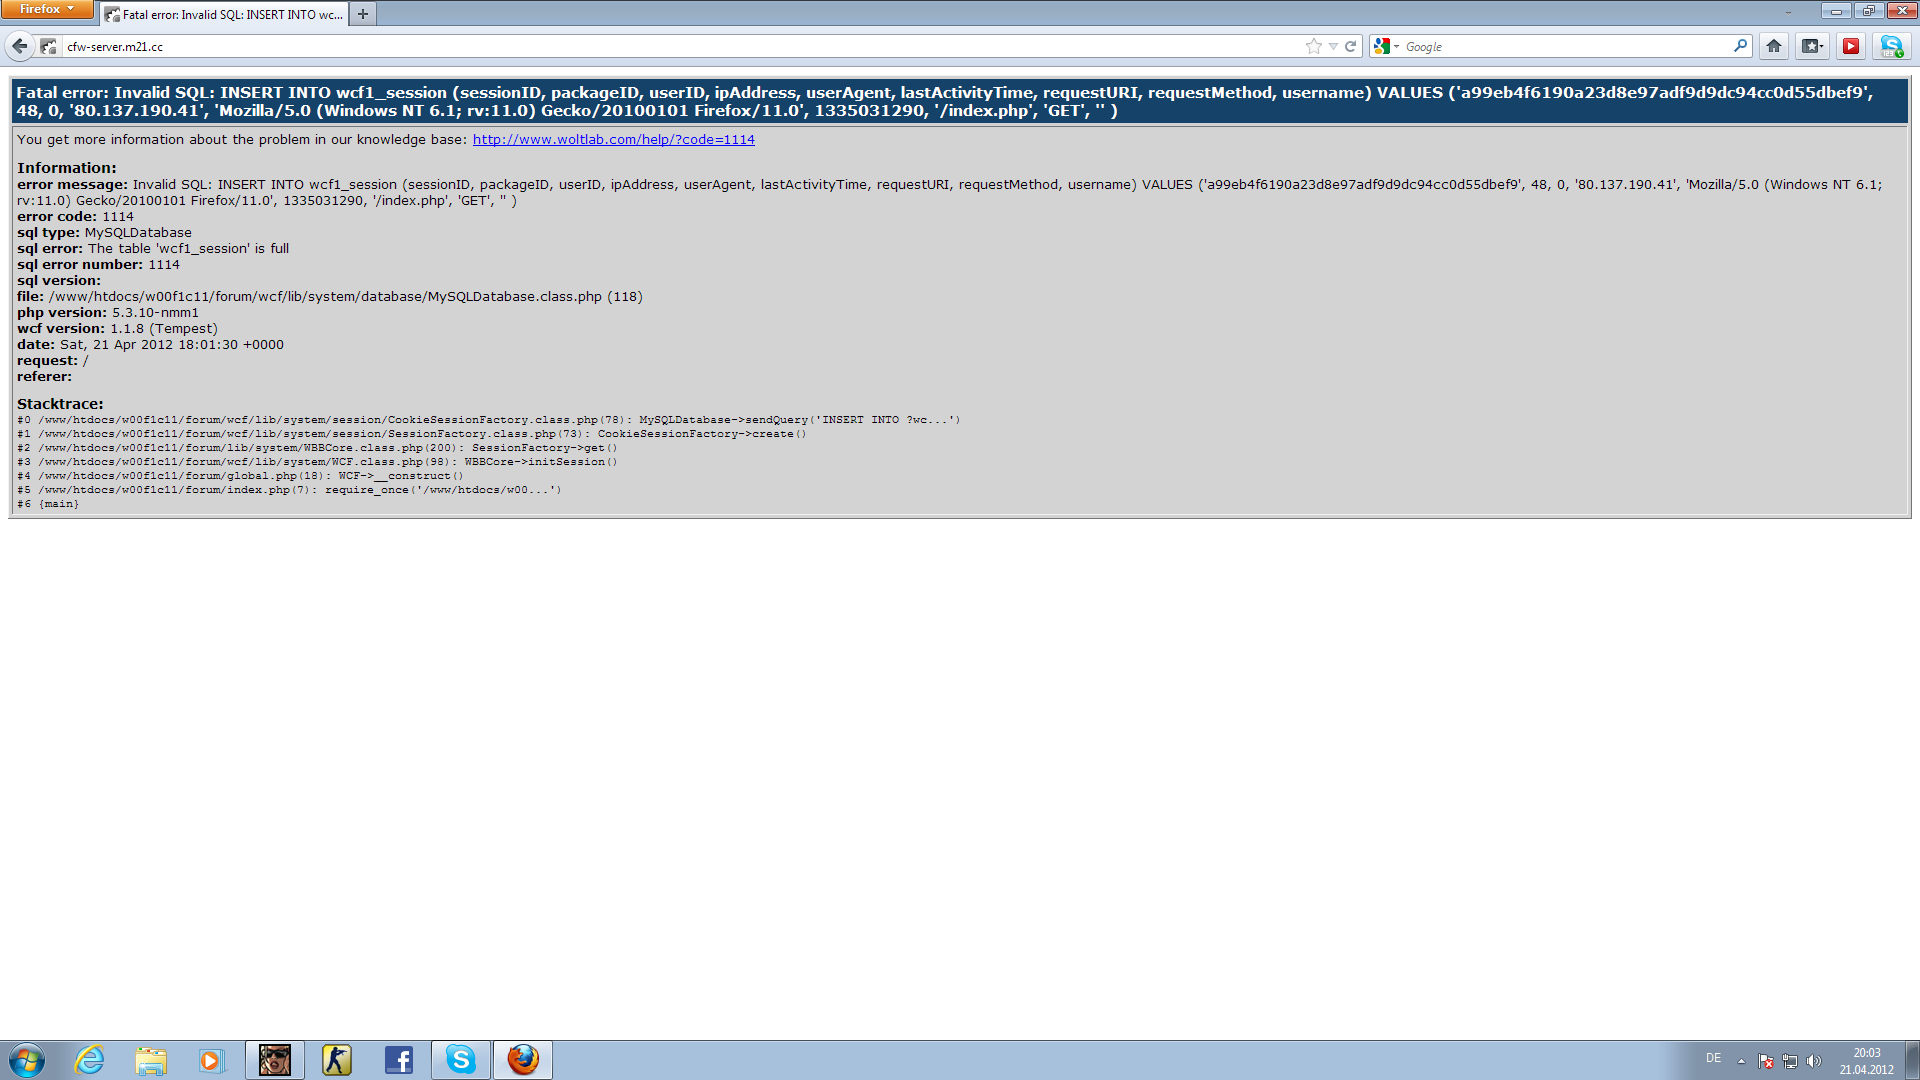 Firefox
Fatal error: Invalid SQL: INSERT INTO wc...
cfw-server.m21.cc
Google
Fatal error: Invalid SQL: INSERT INTO wcf1_session (sessionID, packageID, userID, ipAddress, userAgent, lastActivityTime, requestURI, requestMethod, username) VALUES ('a99eb4f6190a23d8e97adf9d9dc94cc0d55dbef9',
48, 0, '80.137.190.41', 'Mozilla/5.0 (Windows NT 6.1; rv:11.0) Gecko/20100101 Firefox/11.0', 1335031290, '/index.php', 'GET', '' )
You get more information about the problem in our knowledge base: http://www.woltlab.com/help/?code=1114
Information:
error message: Invalid SQL: INSERT INTO wcf1_session (sessionID, packageID, userID, ipAddress, userAgent, lastActivityTime, requestURI, requestMethod, username) VALUES ('a99eb4f6190a23d8e97adf9d9dc94cc0d55dbef9', 48, 0, '80.137.190.41', 'Mozilla/5.0 (Windows NT 6.1;
rv:11.0) Gecko/20100101 Firefox/11.0', 1335031290, '/index.php', 'GET', '' )
error code: 1114
sql type: MySQLDatabase
sql error: The table 'wcf1_session' is full
sql error number: 1114
sql version:
file: /www/htdocs/w00f1c11/forum/wcf/lib/system/database/MySQLDatabase.class.php (118)
php version: 5.3.10-nmm1
wcf version: 1.1.8 (Tempest)
date: Sat, 21 Apr 2012 18:01:30 +0000
request: /
referer:
Stacktrace:
#0 /www/htdocs/w00f1c11/forum/wcf/lib/system/session/CookieSessionFactory.class.php(78): MySQLDatabase->sendQuery('INSERT INTO ?wc...')
#1 /www/htdocs/w00f1c11/forum/wcf/lib/system/session/SessionFactory.class.php(73): CookieSessionFactory->create()
#2 /www/htdocs/w00f1c11/forum/lib/system/WBBCore.class.php(200): SessionFactory->get()
#3 /www/htdocs/w00f1c11/forum/wcf/lib/system/WCF.class.php(98): WBBCore->initSession()
#4 /www/htdocs/w00f1c11/forum/global.php(18): WCF->__construct()
#5 /www/htdocs/w00f1c11/forum/index.php(7): require_once('/www/htdocs/w00...')
#6 {main}
DE
20:03
21.04.2012